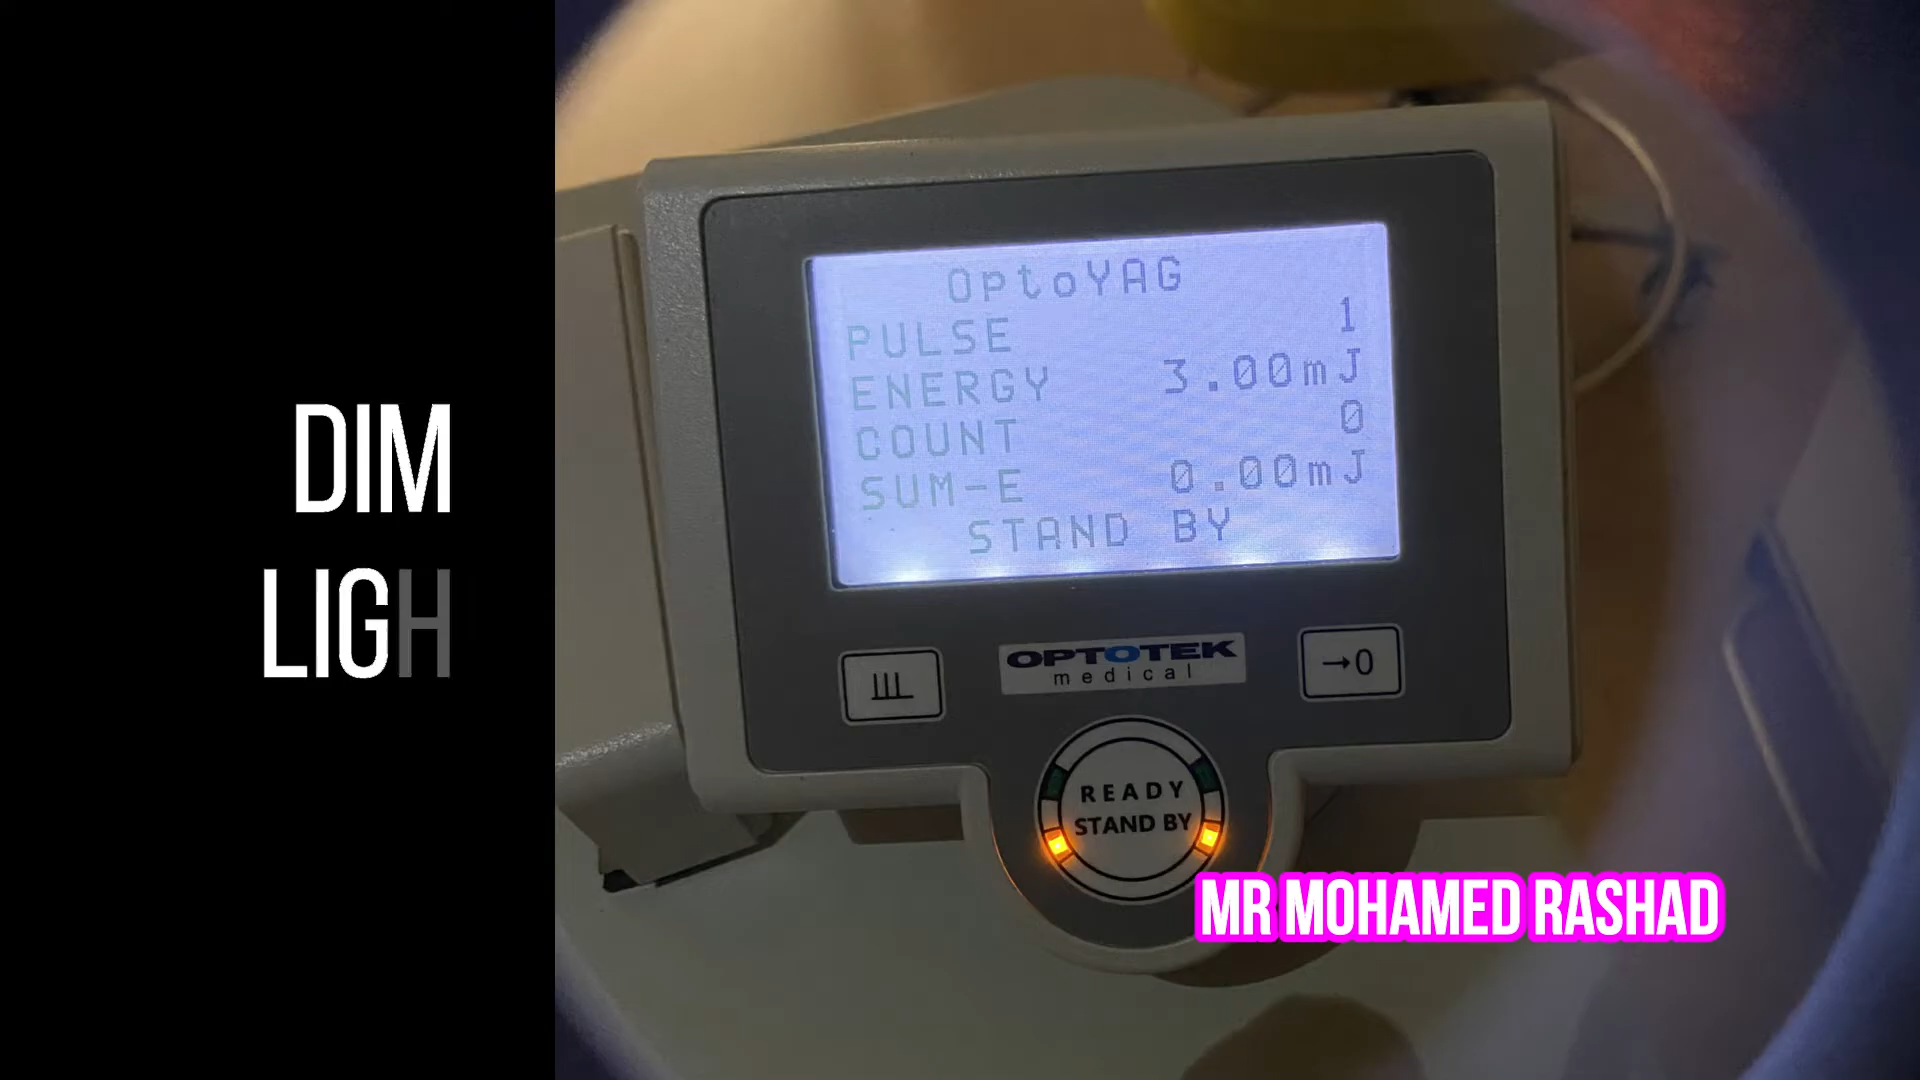 DIM
LIGH
OptoYAG
PULSE 1
ENERGY 3.00mJ
COUNT 0
SUM-E 0.00mJ
STAND BY
OPTOTEK
medical
→0
READY
STAND BY
MR MOHAMED RASHAD